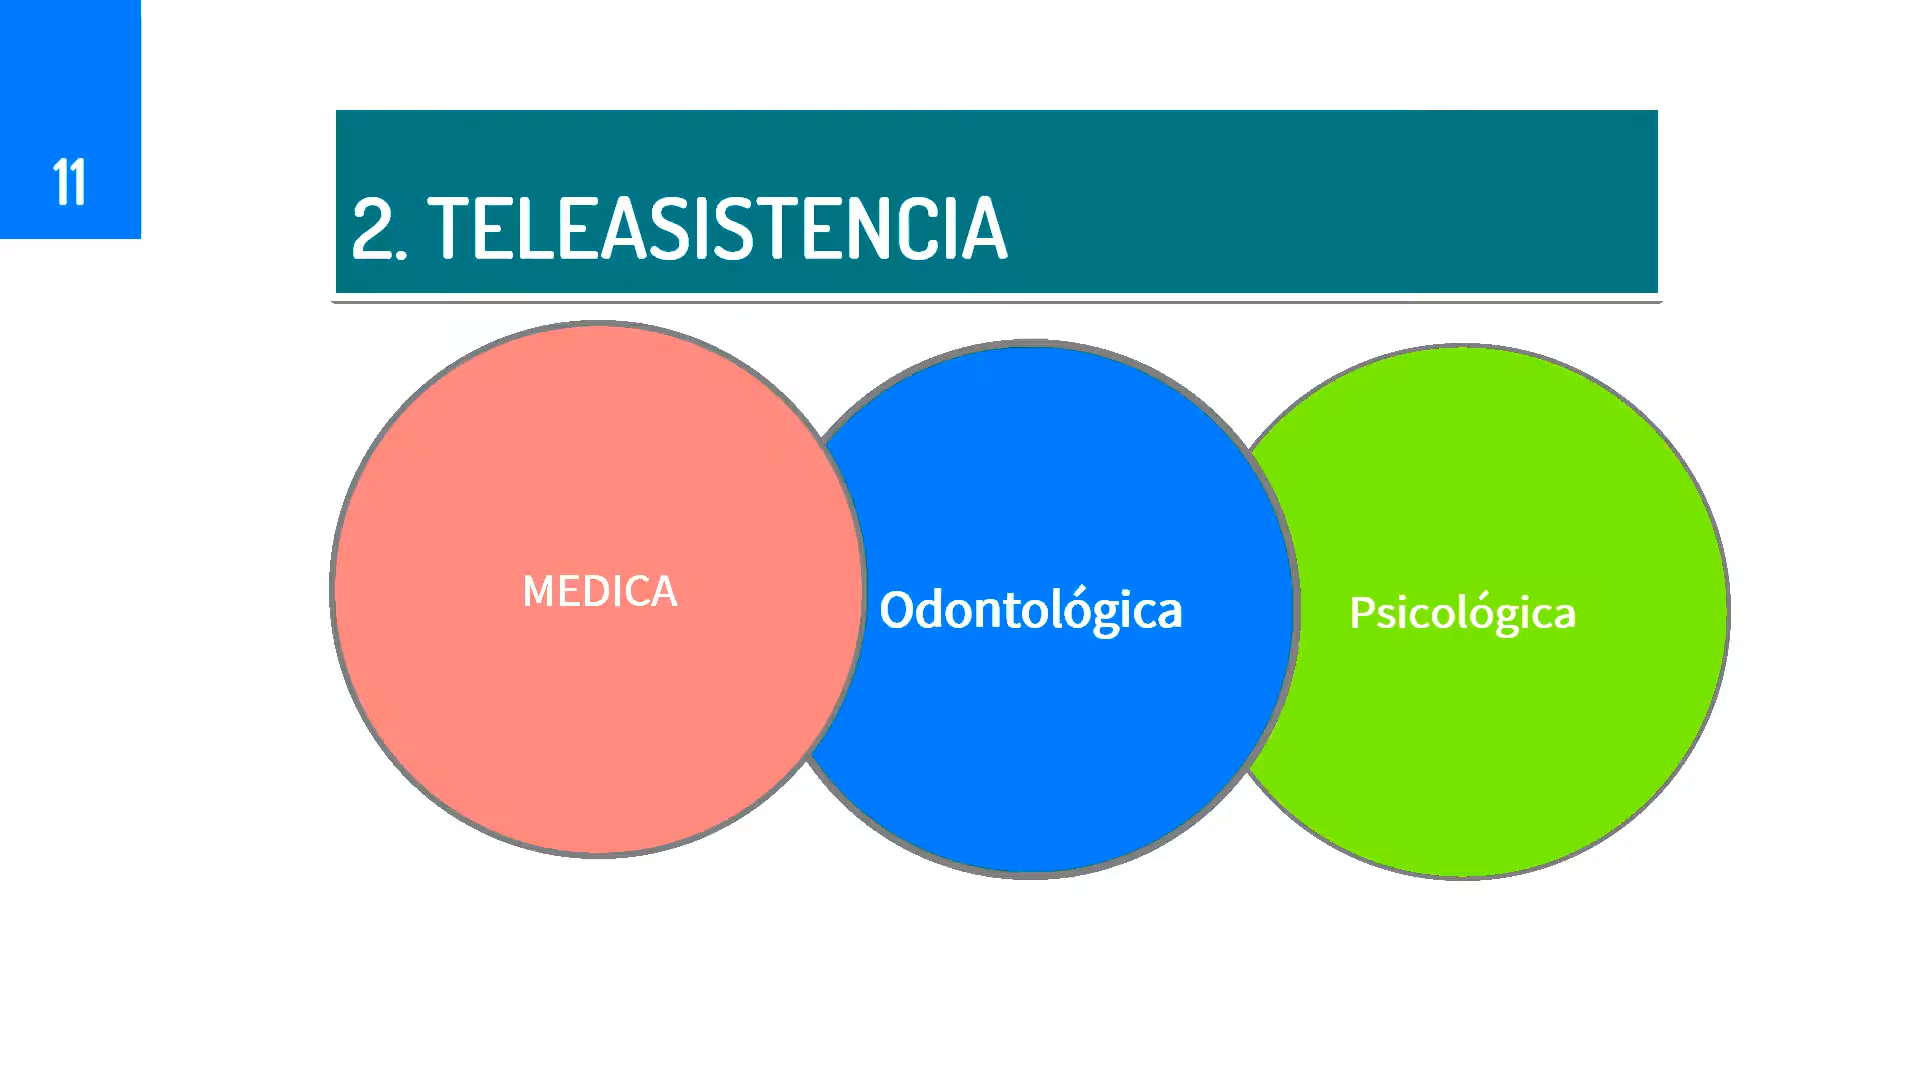 11
2. TELEASISTENCIA
MEDICA
Odontológica
Psicológica